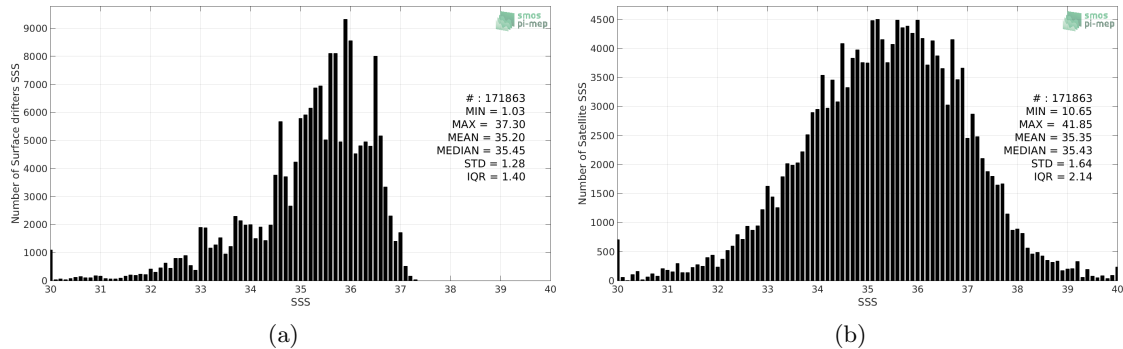 smos
pi-mep
9000
8000
7000
6000
5000
4000
3000
2000
1000
0
Number of Surface drifters SSS
# : 171863
MIN = 1.03
MAX = 37.30
MEAN = 35.20
MEDIAN = 35.45
STD = 1.28
IQR = 1.40
30 31 32 33 34 35 36 37 38 39 40
SSS
(a)
smos
pi-mep
4500
4000
3500
3000
2500
2000
1500
1000
500
0
Number of Satellite SSS
# : 171863
MIN = 10.65
MAX = 41.85
MEAN = 35.35
MEDIAN = 35.43
STD = 1.64
IQR = 2.14
30 31 32 33 34 35 36 37 38 39 40
SSS
(b)